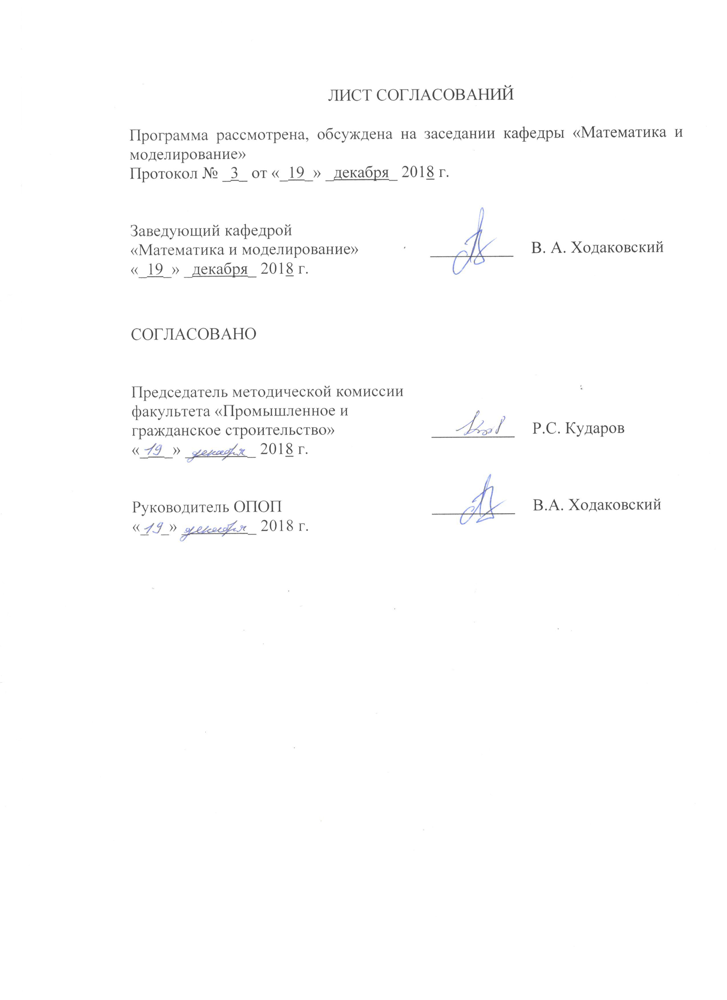 ЛИСТ СОГЛАСОВАНИЙ
Программа рассмотрена, обсуждена на заседании кафедры «Математика и
моделирование»
Протокол № _3_ от «_19_» _декабря_ 2018 г.
Заведующий кафедрой
«Математика и моделирование» __________ В. А. Ходаковский
«_19_» _декабря_ 2018 г.
СОГЛАСОВАНО
Председатель методической комиссии
факультета «Промышленное и
гражданское строительство» __________ Р.С. Кударов
«_19_» _декабря_ 2018 г.
Руководитель ОПОП __________ В.А. Ходаковский
«_19_» _декабря_ 2018 г.